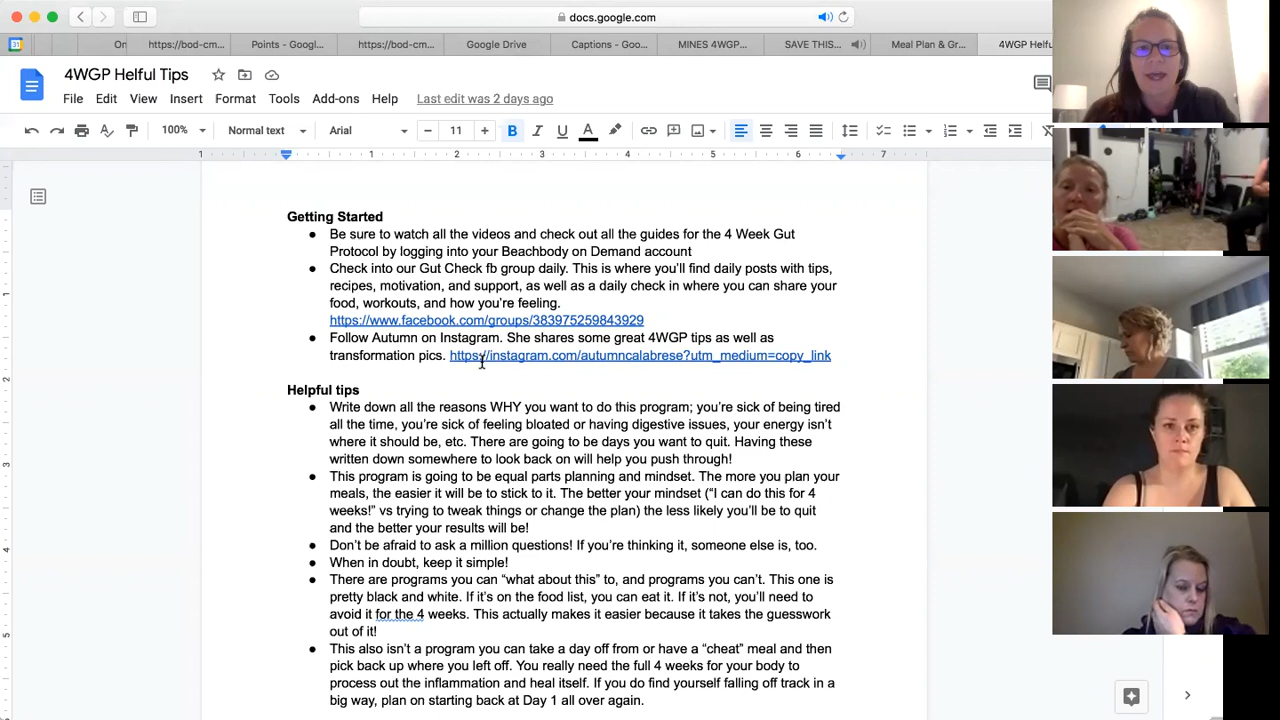 docs.google.com
31
On
https://bod-cm...
Points - Googl...
https://bod-cm...
Google Drive
Captions - Goo...
MINES 4WGP...
SAVE THIS...
Meal Plan & Gr...
4WGP Helfu
4WGP Helful Tips
File Edit View Insert Format Tools Add-ons Help Last edit was 2 days ago
100% Normal text Arial 11 B I U A
1 1 2 3 4 5 6 7
Getting Started
● Be sure to watch all the videos and check out all the guides for the 4 Week Gut
Protocol by logging into your Beachbody on Demand account
● Check into our Gut Check fb group daily. This is where you’ll find daily posts with tips,
recipes, motivation, and support, as well as a daily check in where you can share your
food, workouts, and how you’re feeling.
https://www.facebook.com/groups/383975259843929
● Follow Autumn on Instagram. She shares some great 4WGP tips as well as
transformation pics. https://instagram.com/autumncalabrese?utm_medium=copy_link
Helpful tips
● Write down all the reasons WHY you want to do this program; you’re sick of being tired
all the time, you’re sick of feeling bloated or having digestive issues, your energy isn’t
where it should be, etc. There are going to be days you want to quit. Having these
written down somewhere to look back on will help you push through!
● This program is going to be equal parts planning and mindset. The more you plan your
meals, the easier it will be to stick to it. The better your mindset (“I can do this for 4
weeks!” vs trying to tweak things or change the plan) the less likely you’ll be to quit
and the better your results will be!
● Don’t be afraid to ask a million questions! If you’re thinking it, someone else is, too.
● When in doubt, keep it simple!
● There are programs you can “what about this” to, and programs you can’t. This one is
pretty black and white. If it’s on the food list, you can eat it. If it’s not, you’ll need to
avoid it for the 4 weeks. This actually makes it easier because it takes the guesswork
out of it!
● This also isn’t a program you can take a day off from or have a “cheat” meal and then
pick back up where you left off. You really need the full 4 weeks for your body to
process out the inflammation and heal itself. If you do find yourself falling off track in a
big way, plan on starting back at Day 1 all over again.
1
2
3
4
5